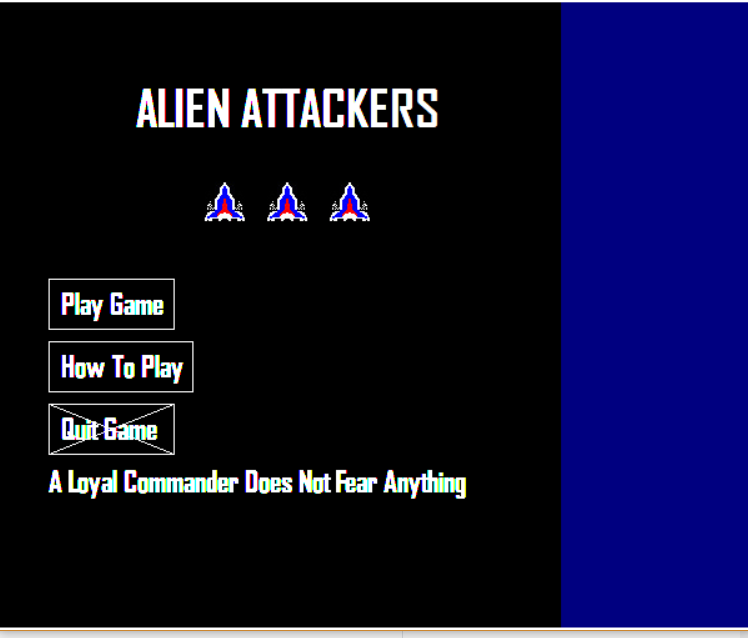 ALIEN ATTACKERS
Play Game
How To Play
Quit Game
A Loyal Commander Does Not Fear Anything